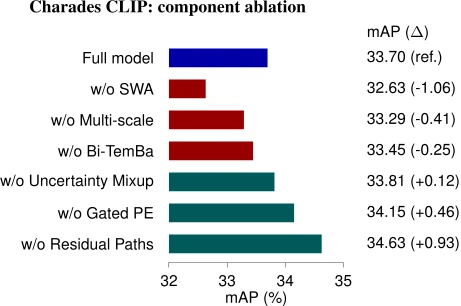 Charades CLIP: component ablation
mAP (Δ)
Full model 33.70 (ref.)
w/o SWA 32.63 (-1.06)
w/o Multi-scale 33.29 (-0.41)
w/o Bi-TemBa 33.45 (-0.25)
w/o Uncertainty Mixup 33.81 (+0.12)
w/o Gated PE 34.15 (+0.46)
w/o Residual Paths 34.63 (+0.93)
32 33 34 35
mAP (%)